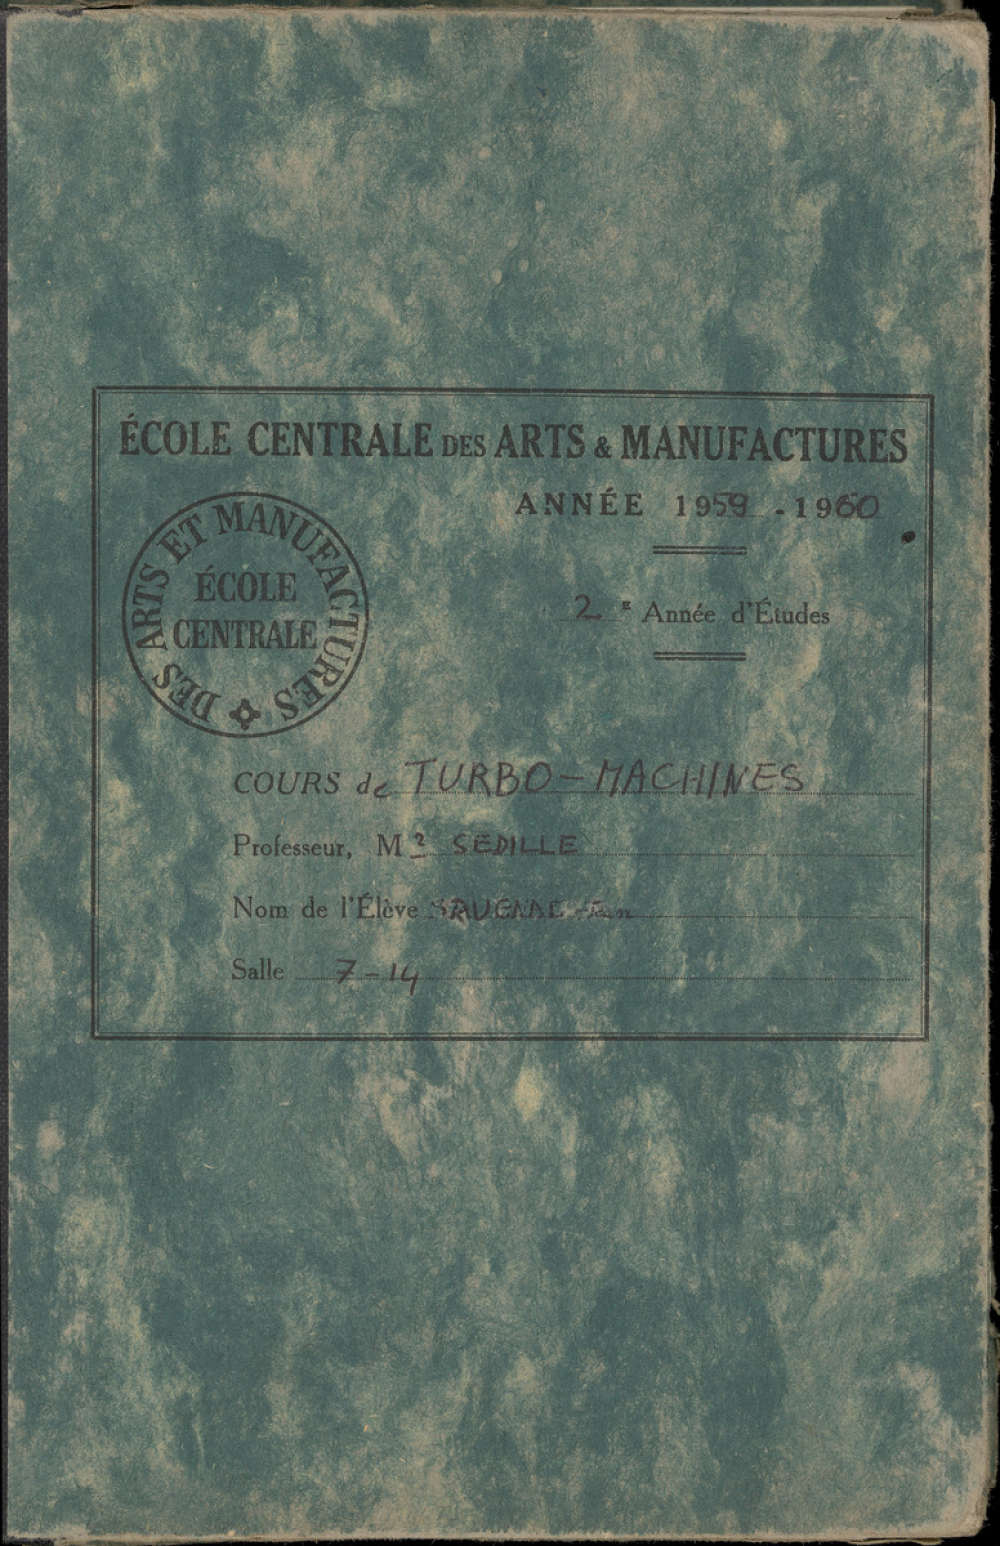 ÉCOLE CENTRALE DES ARTS & MANUFACTURES
ANNÉE 1959 - 1960
DES ARTS ET MANUFACTURES
ÉCOLE
CENTRALE
2 E Année d'Études
COURS de TURBO-MACHINES
Professeur, Mr SEDILLE
Nom de l'Élève
Salle 7-14